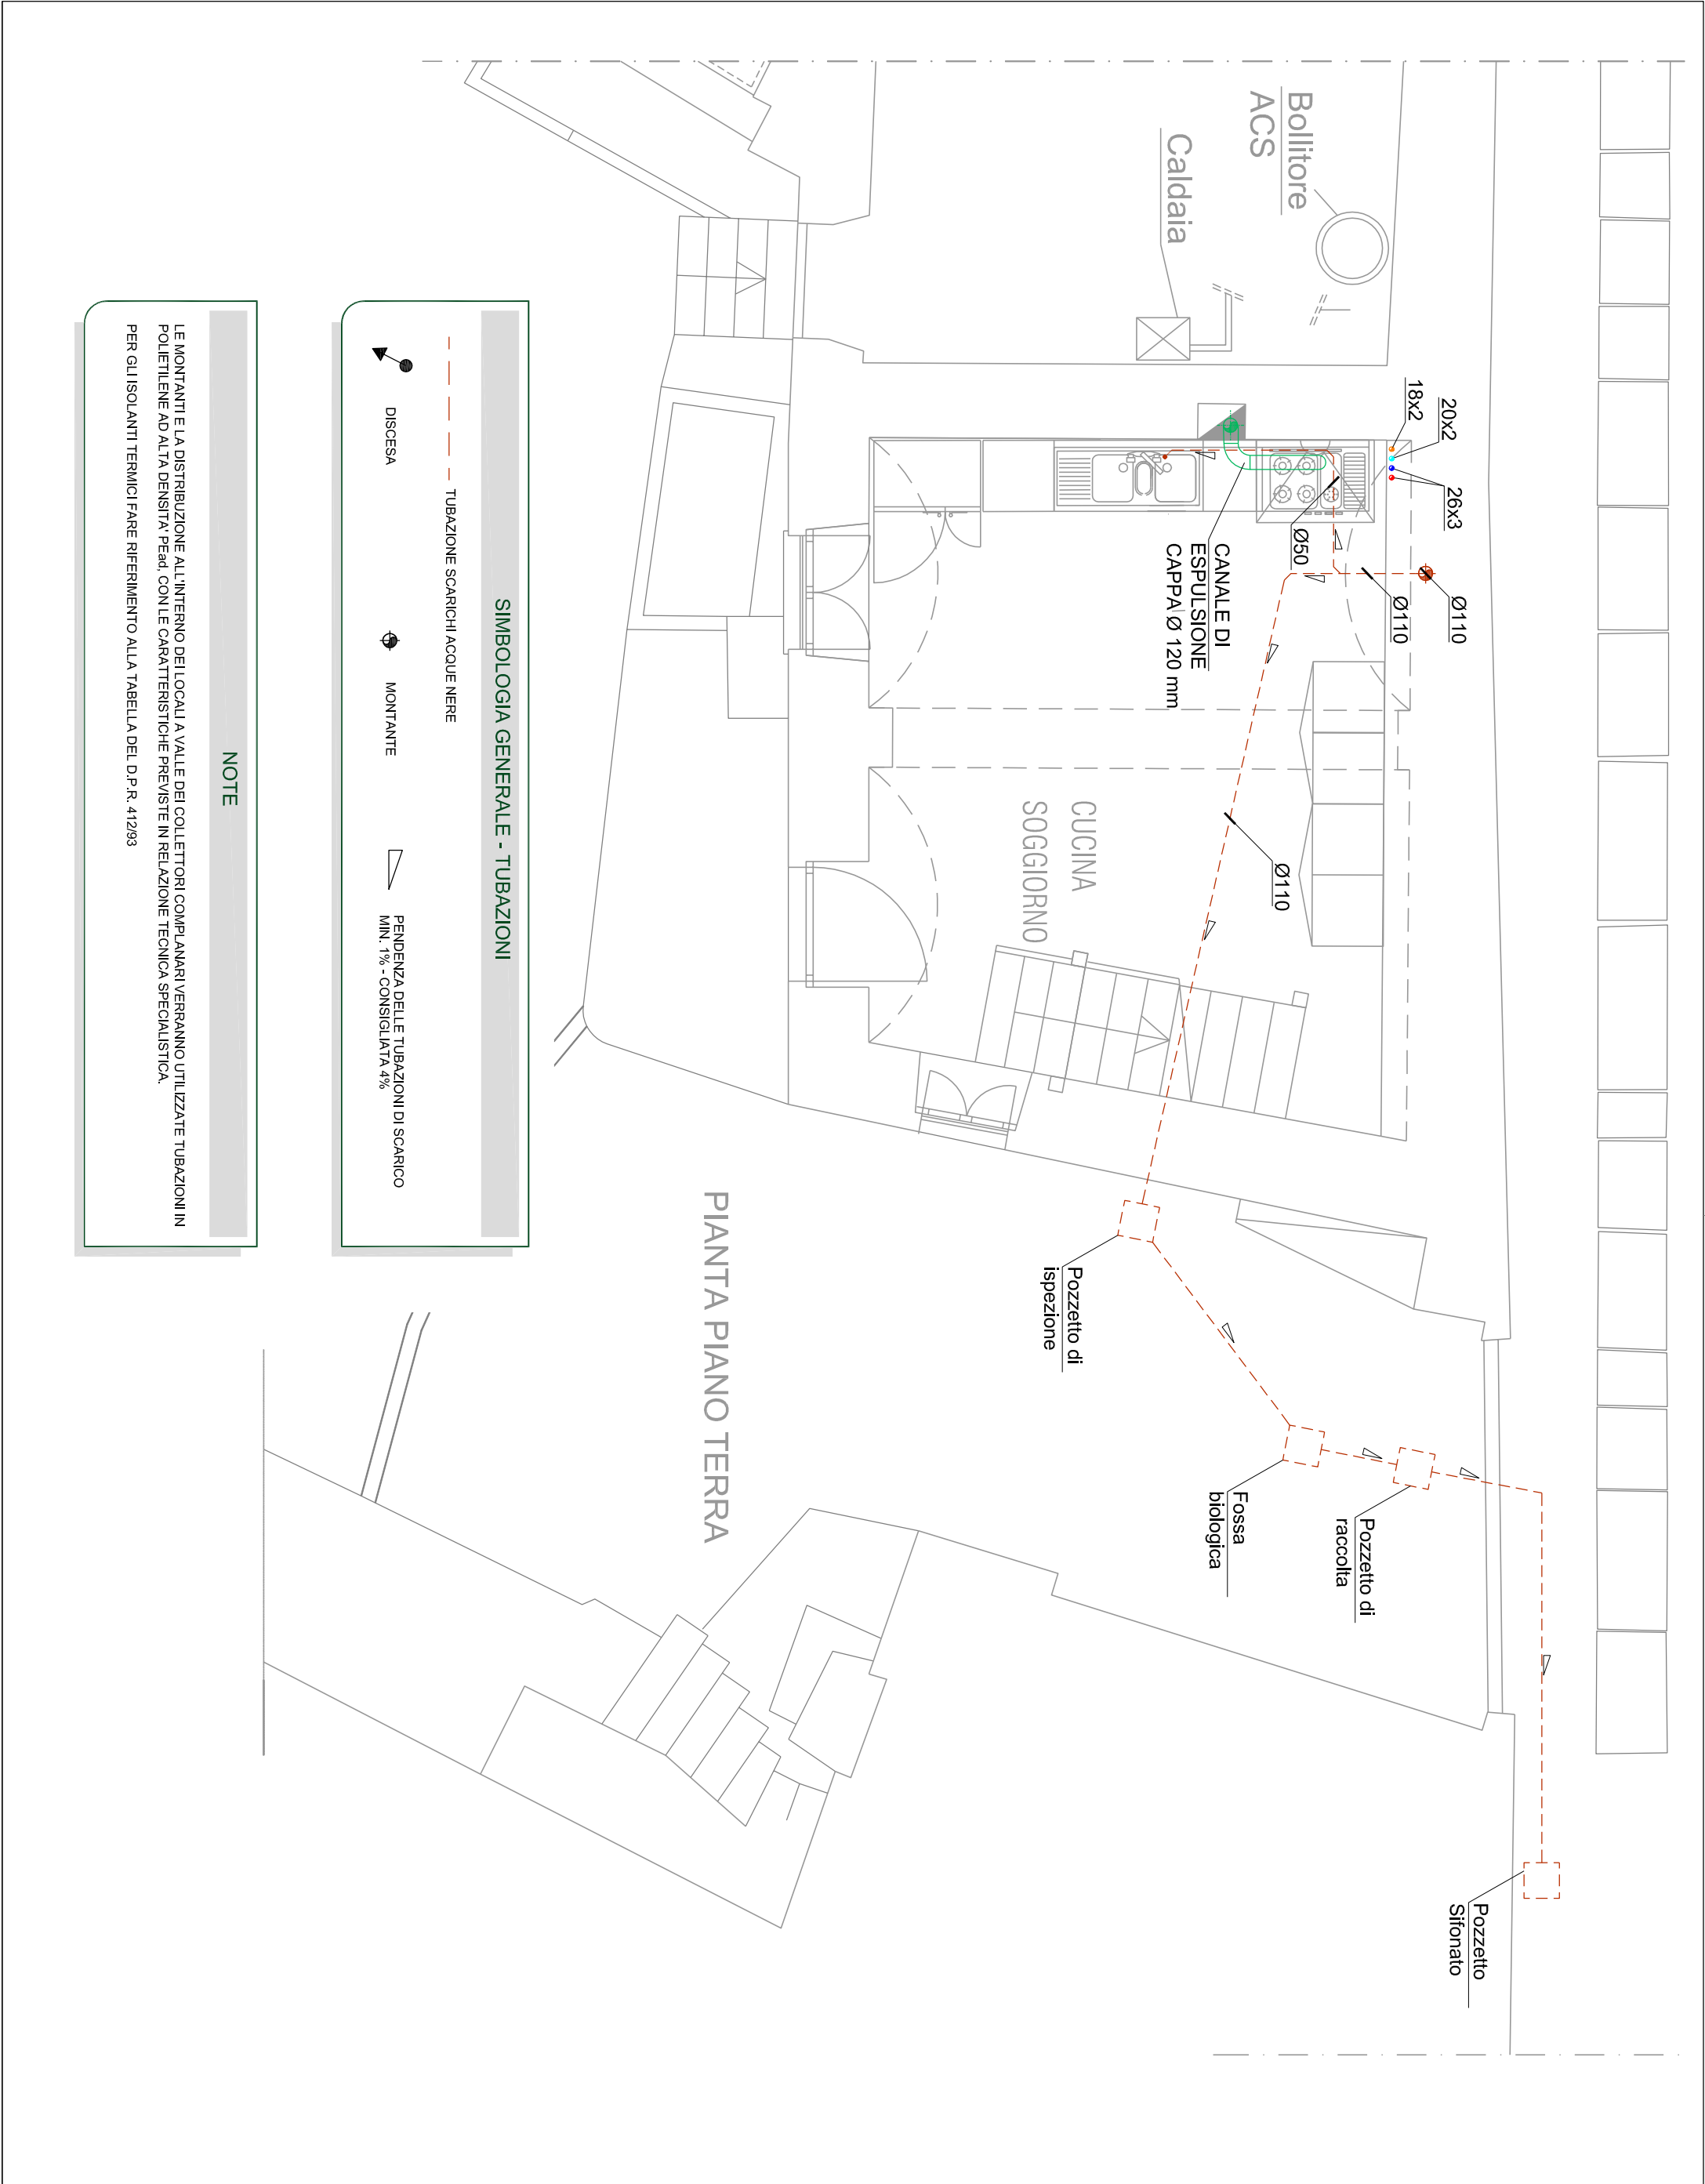 Bollitore
ACS
Caldaia
18x2
20x2
26x3
Ø110
Ø110
Ø50
CANALE DI
ESPULSIONE
CAPPA Ø 120 mm
Ø110
CUCINA
SOGGIORNO
Pozzetto di
ispezione
Fossa
biologica
Pozzetto di
raccolta
Pozzetto
Sifonato
PIANTA PIANO TERRA
SIMBOLOGIA GENERALE - TUBAZIONI
TUBAZIONE SCARICHI ACQUE NERE
DISCESA
MONTANTE
PENDENZA DELLE TUBAZIONI DI SCARICO
MIN. 1% - CONSIGLIATA 4%
NOTE
LE MONTANTI E LA DISTRIBUZIONE ALL'INTERNO DEI LOCALI A VALLE DEI COLLETTORI COMPLANARI VERRANNO UTILIZZATE TUBAZIONI IN
POLIETILENE AD ALTA DENSITA' PEad, CON LE CARATTERISTICHE PREVISTE IN RELAZIONE TECNICA SPECIALISTICA.
PER GLI ISOLANTI TERMICI FARE RIFERIMENTO ALLA TABELLA DEL D.P.R. 412/93